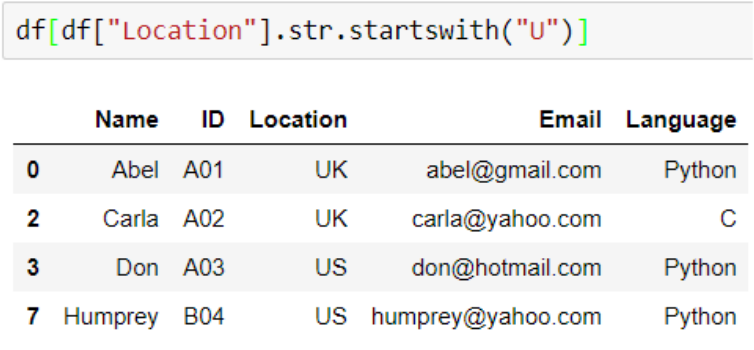 df[df["Location"].str.startswith("U")]
Name ID Location Email Language
0 Abel A01 UK abel@gmail.com Python
2 Carla A02 UK carla@yahoo.com C
3 Don A03 US don@hotmail.com Python
7 Humprey B04 US humprey@yahoo.com Python